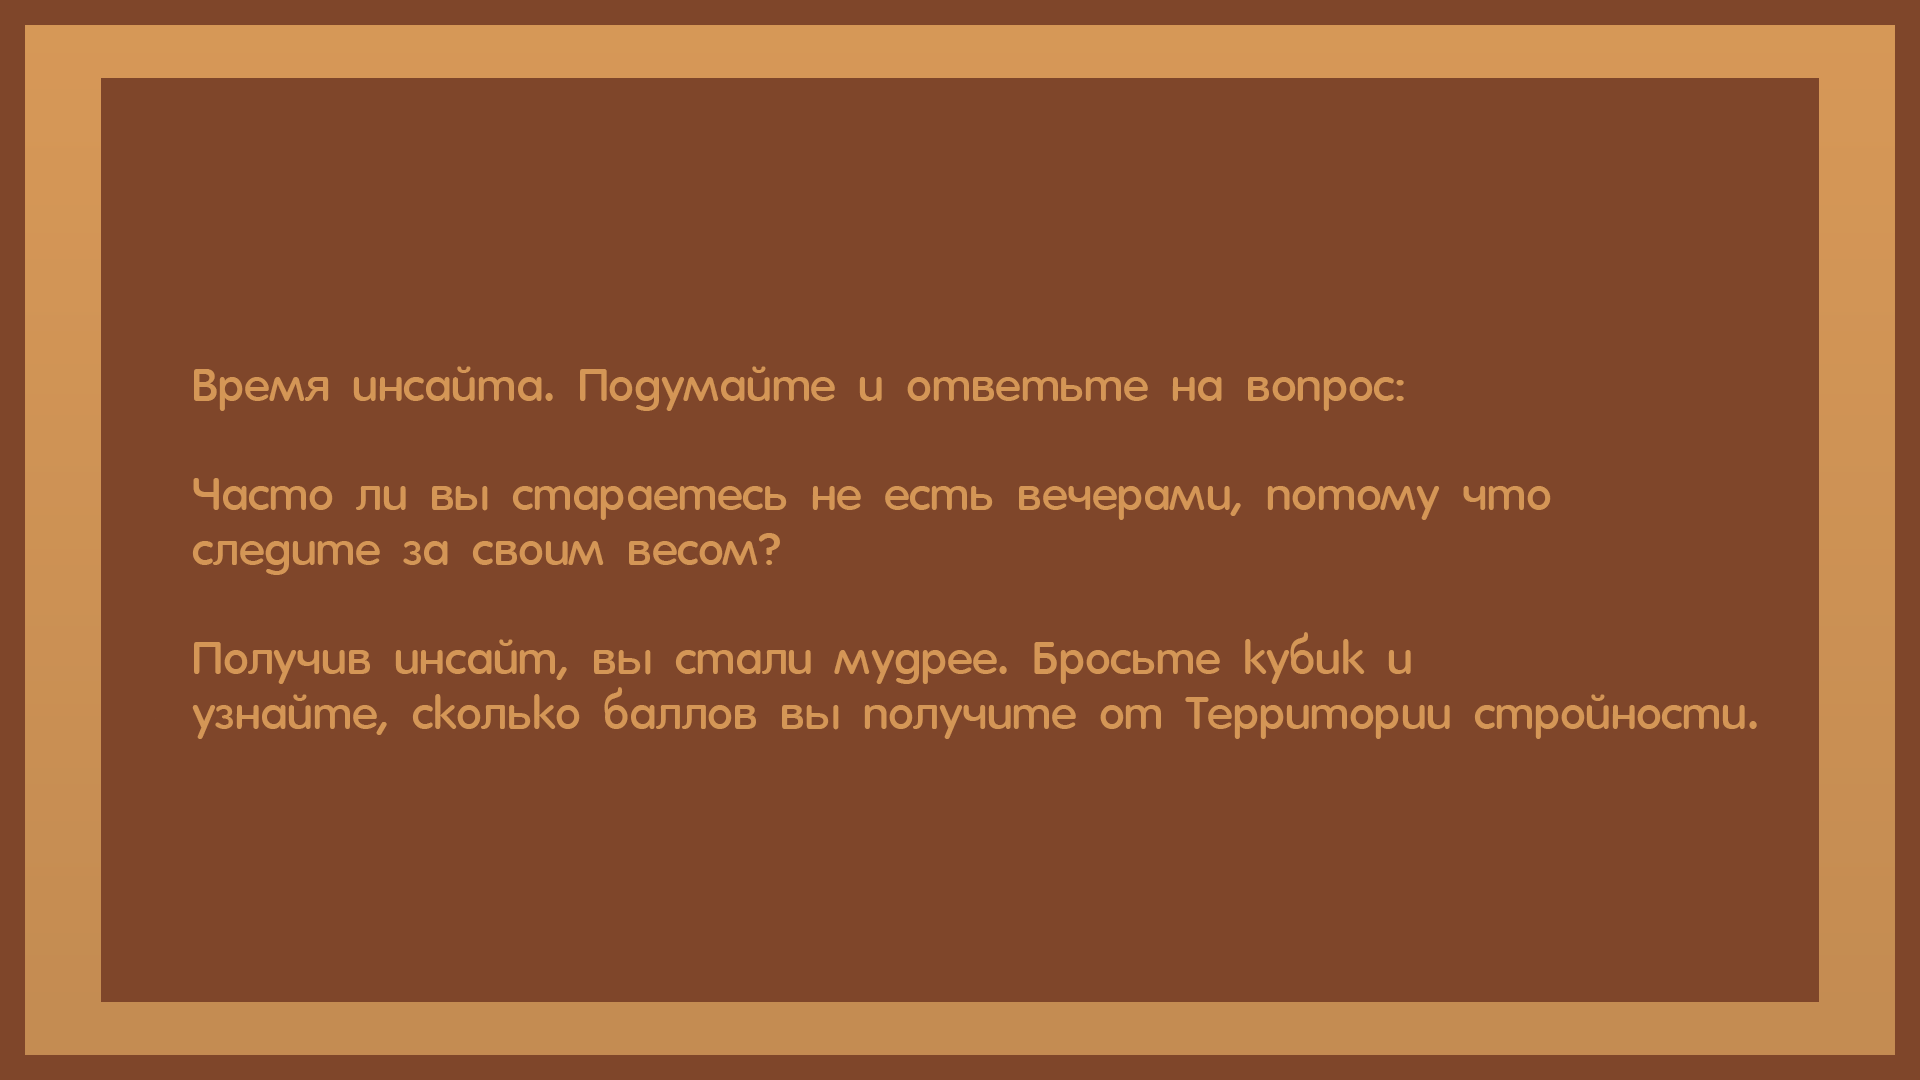 Время инсайта. Подумайте и ответьте на вопрос:
Часто ли вы стараетесь не есть вечерами, потому что
следите за своим весом?
Получив инсайт, вы стали мудрее. Бросьте кубик и
узнайте, сколько баллов вы получите от Территории стройности.